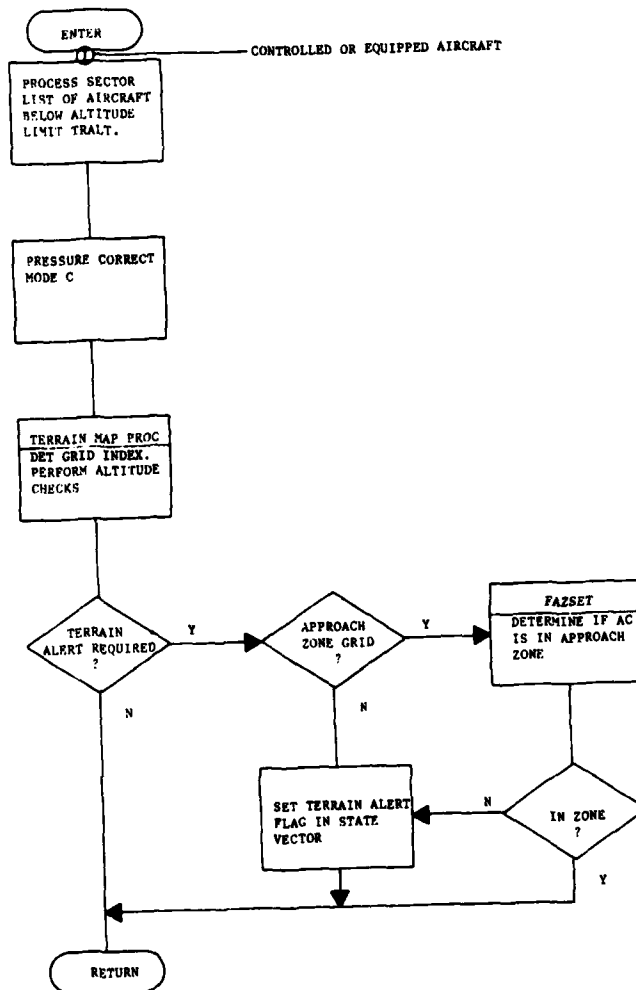 ENTER
CONTROLLED OR EQUIPPED AIRCRAFT
PROCESS SECTOR
LIST OF AIRCRAFT
BELOW ALTITUDE
LIMIT TRALT.
PRESSURE CORRECT
MODE C
TERRAIN MAP PROC
DET GRID INDEX.
PERFORM ALTITUDE
CHECKS
TERRAIN
ALERT REQUIRED
?
Y
N
APPROACH
ZONE GRID
?
Y
N
FAZSET
DETERMINE IF AC
IS IN APPROACH
ZONE
SET TERRAIN ALERT
FLAG IN STATE
VECTOR
N
IN ZONE
?
Y
RETURN